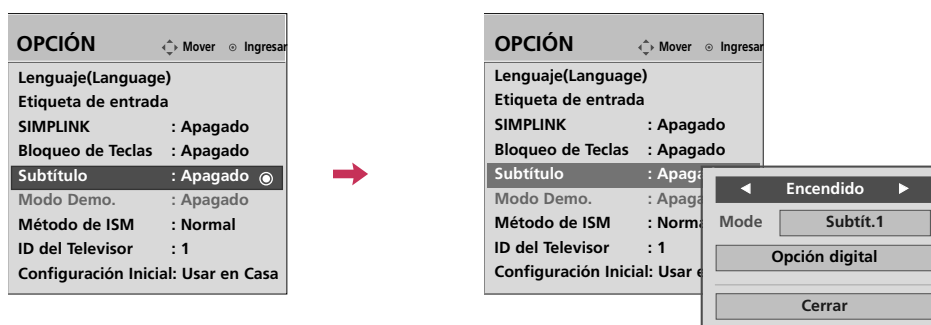 OPCIÓN Mover Ingresar
Lenguaje(Language)
Etiqueta de entrada
SIMPLINK : Apagado
Bloqueo de Teclas : Apagado
Subtítulo : Apagado
Modo Demo. : Apagado
Método de ISM : Normal
ID del Televisor : 1
Configuración Inicial: Usar en Casa
OPCIÓN Mover Ingresar
Lenguaje(Language)
Etiqueta de entrada
SIMPLINK : Apagado
Bloqueo de Teclas : Apagado
Subtítulo : Apaga
Modo Demo. : Apaga
Método de ISM : Norma
ID del Televisor : 1
Configuración Inicial: Usar e
Encendido
Mode Subtít.1
Opción digital
Cerrar